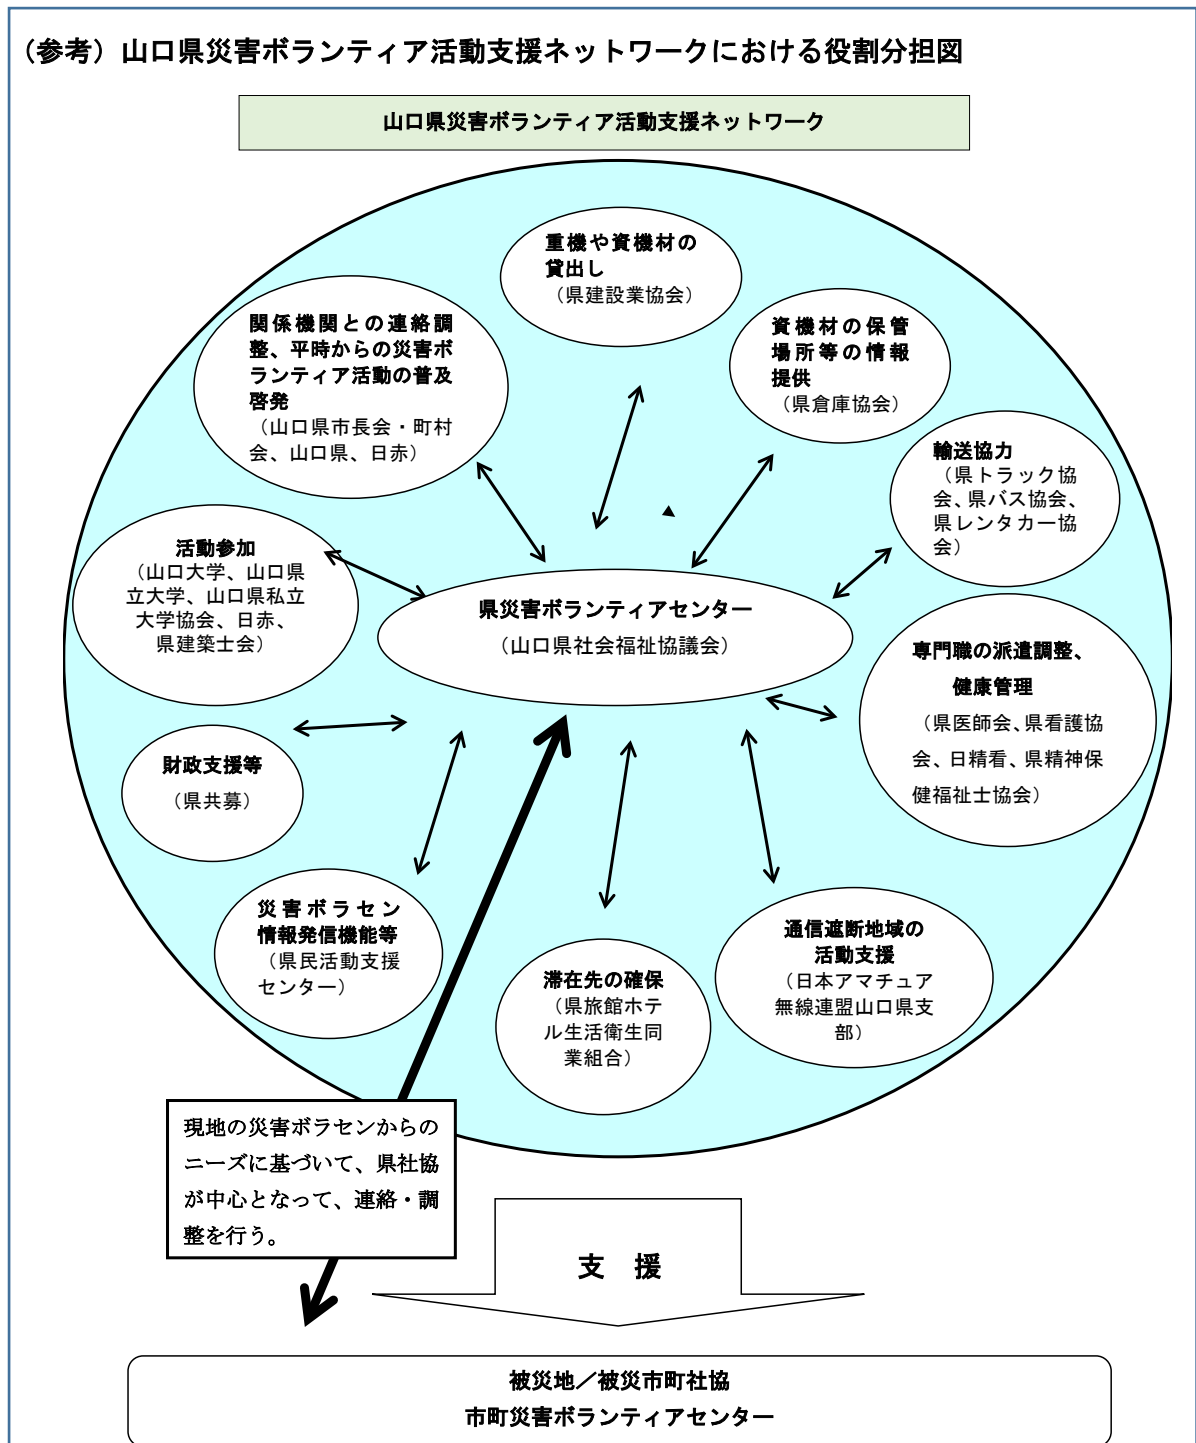 （参考）山口県災害ボランティア活動支援ネットワークにおける役割分担図
山口県災害ボランティア活動支援ネットワーク
重機や資機材の
貸出し
（県建設業協会）
関係機関との連絡調
整、平時からの災害ボ
ランティア活動の普及
啓発
（山口県市長会・町村
会、山口県、日赤）
資機材の保管
場所等の情報
提供
（県倉庫協会）
輸送協力
（県トラック協
会、県バス協会、
県レンタカー協
会）
活動参加
（山口大学、山口県
立大学、山口県私立
大学協会、日赤、
県建築士会）
県災害ボランティアセンター
（山口県社会福祉協議会）
専門職の派遣調整、
健康管理
（県医師会、県看護協
会、日精看、県精神保
健福祉士協会）
財政支援等
（県共募）
災害ボラセン
情報発信機能等
（県民活動支援
センター）
滞在先の確保
（県旅館ホテ
ル生活衛生同
業組合）
通信遮断地域の
活動支援
（日本アマチュア
無線連盟山口県支
部）
現地の災害ボラセンからの
ニーズに基づいて、県社協
が中心となって、連絡・調
整を行う。
支　援
被災地／被災市町社協
市町災害ボランティアセンター